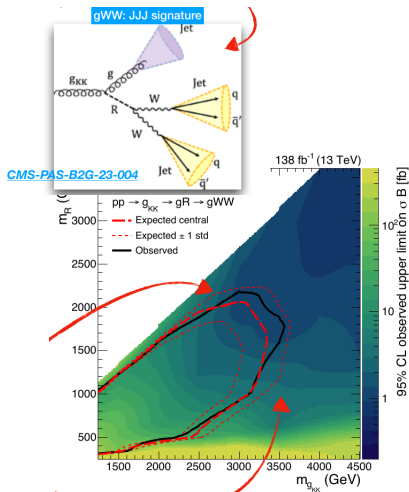 gWW: JJJ signature
Jet
g_KK
g
Jet
q
R
W
q̄'
W
Jet
q
q̄'
CMS-PAS-B2G-23-004
138 fb⁻¹ (13 TeV)
pp → g_KK → gR → gWW
Expected central
Expected ± 1 std
Observed
m_R
3000
2500
2000
1500
1000
500
1500 2000 2500 3000 3500 4000 4500
m_gKK (GeV)
10²
10
1
95% CL observed upper limit on σ B [fb]